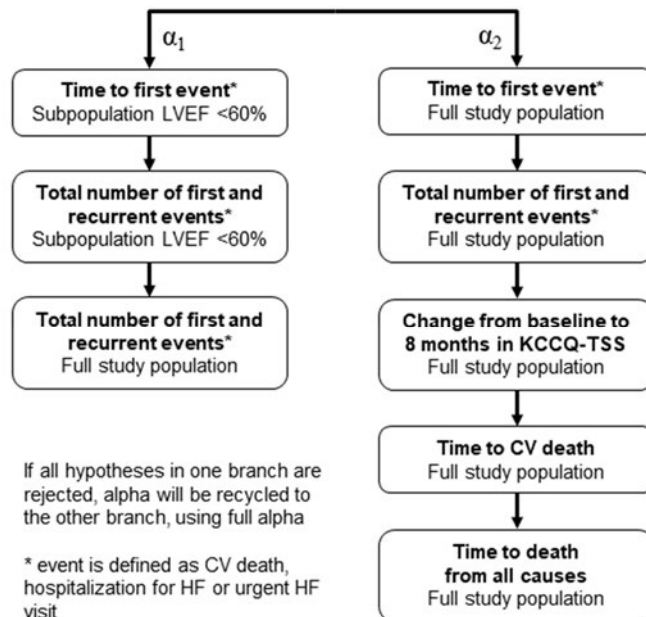 α1
α2
Time to first event*
Subpopulation LVEF <60%
Total number of first and
recurrent events*
Subpopulation LVEF <60%
Total number of first and
recurrent events*
Full study population
If all hypotheses in one branch are
rejected, alpha will be recycled to
the other branch, using full alpha
* event is defined as CV death,
hospitalization for HF or urgent HF
visit
Time to first event*
Full study population
Total number of first and
recurrent events*
Full study population
Change from baseline to
8 months in KCCQ-TSS
Full study population
Time to CV death
Full study population
Time to death
from all causes
Full study population